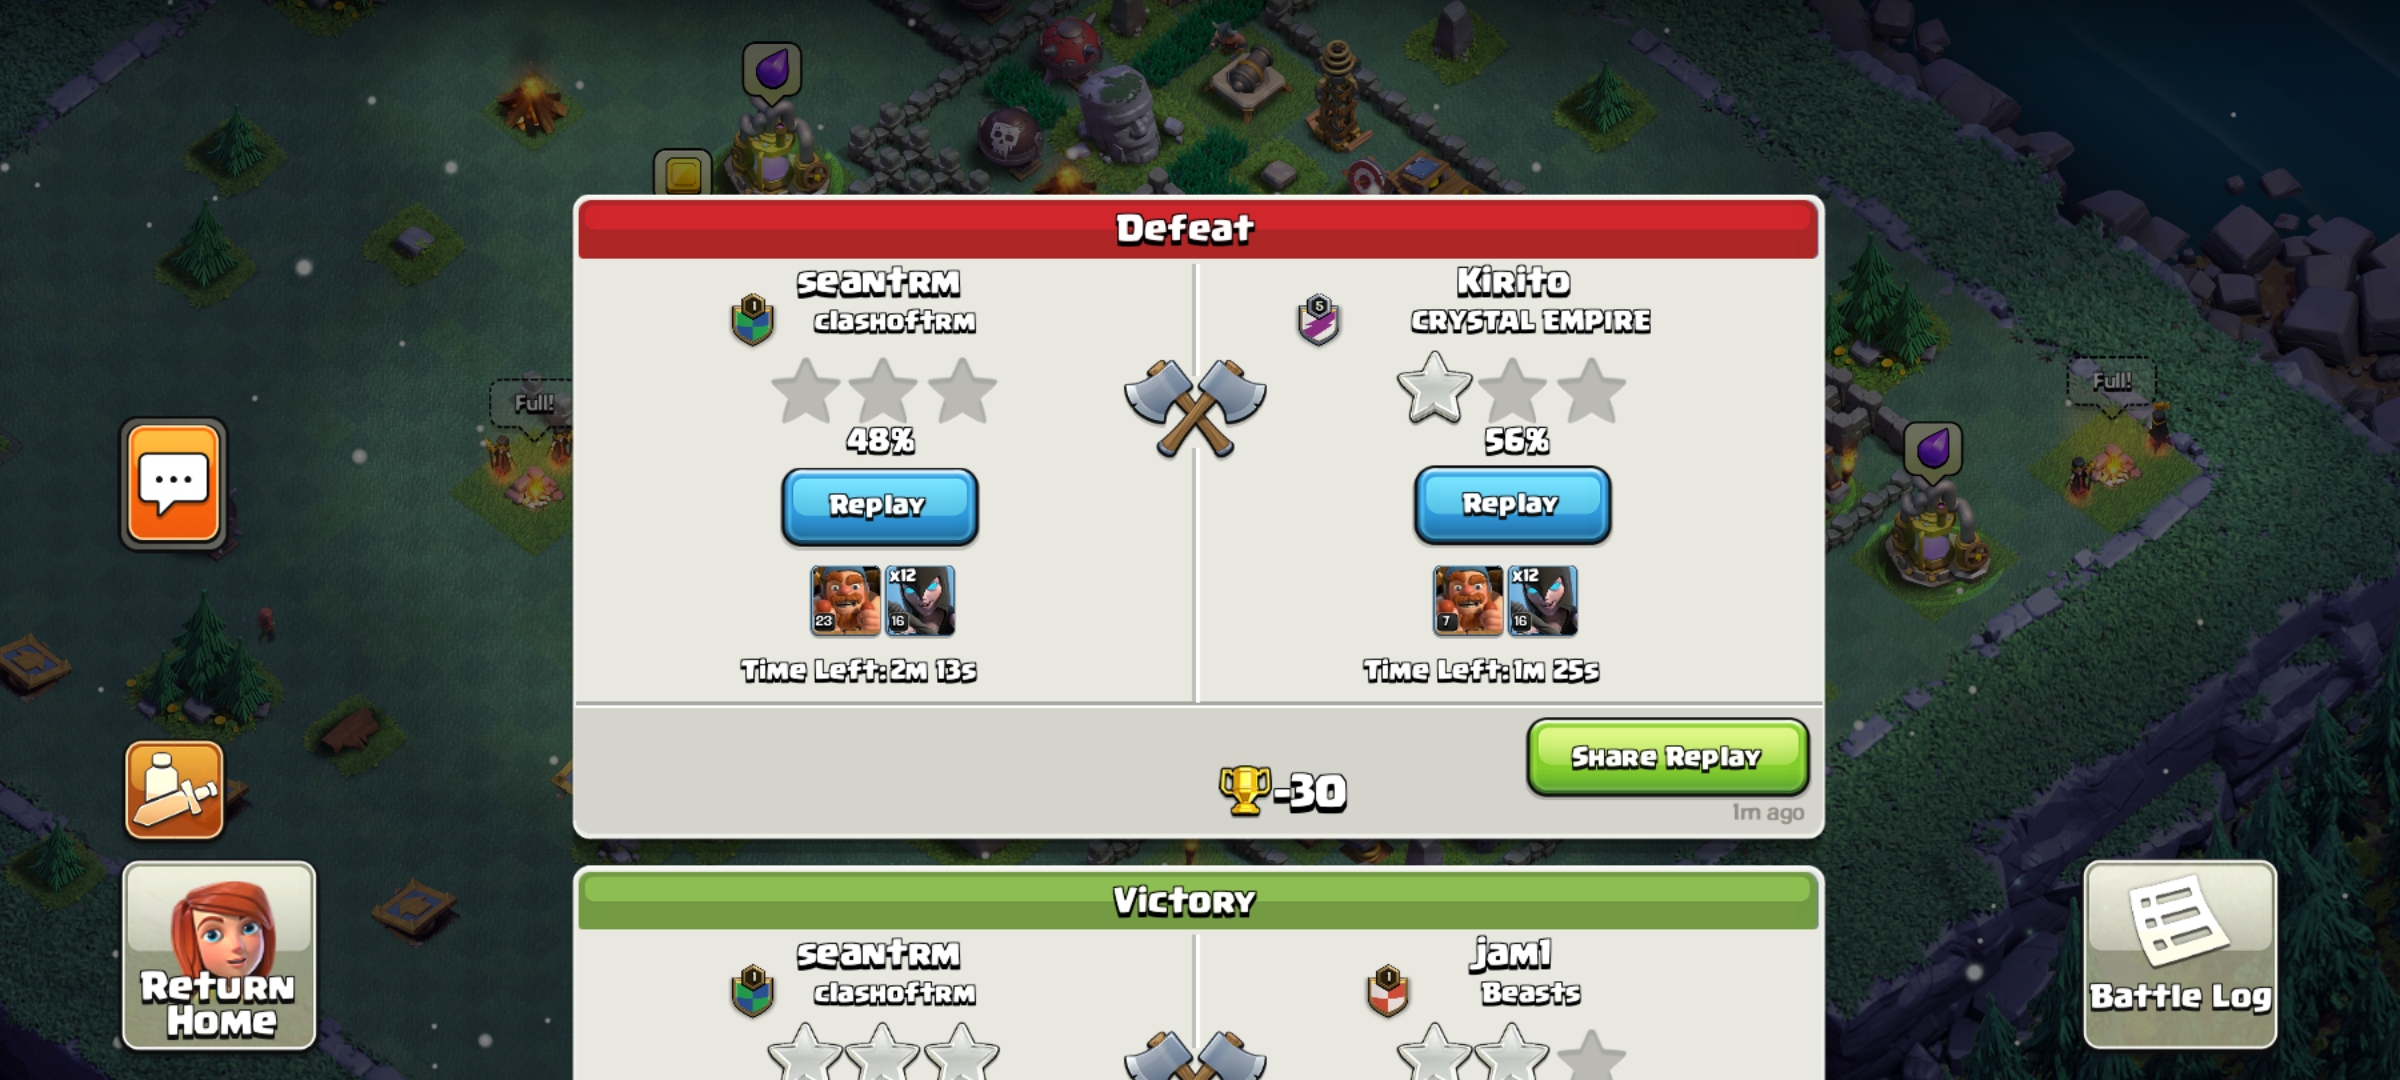 Defeat
seantRM
clashoftRM
48%
Replay
x12
23
16
Time Left: 2m 13s
Kirito
CRYSTAL EMPIRE
5
56%
Replay
x12
7
16
Time Left: 1m 25s
-30
Share Replay
1m ago
Victory
seantRM
clashoftRM
jam1
Beasts
Full!
Full!
Return
Home
Battle Log